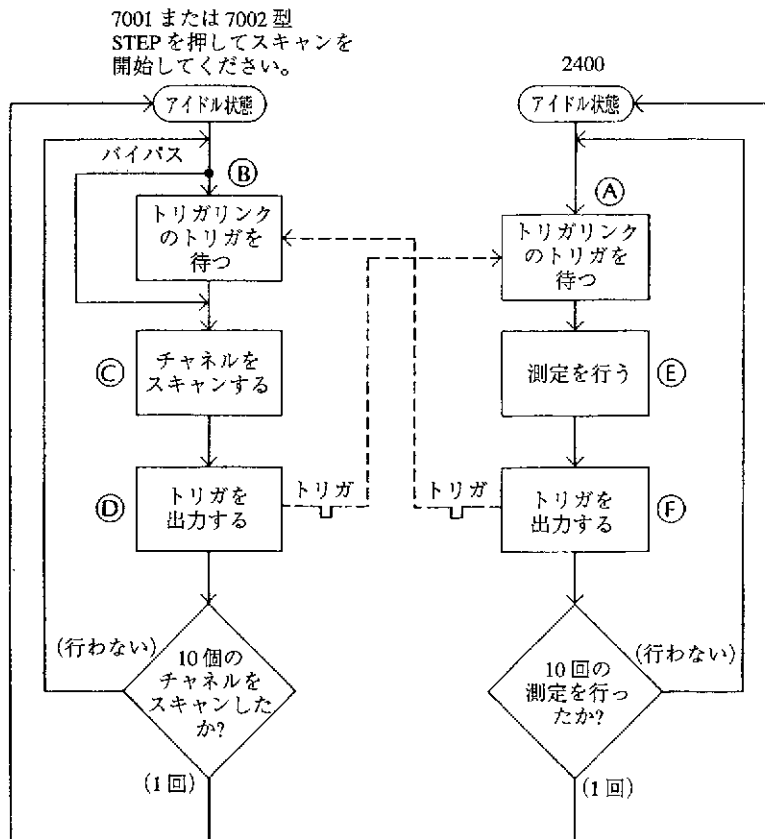 7001 または 7002 型
STEP を押してスキャンを
開始してください。
アイドル状態
バイパス
Ⓑ
トリガリンク
のトリガを
待つ
Ⓒ
チャネルを
スキャンする
Ⓓ
トリガを
出力する
トリガ
(行わない)
10 個の
チャネルを
スキャンした
か?
(1 回)
2400
アイドル状態
Ⓐ
トリガリンク
のトリガを
待つ
測定を行う
Ⓔ
トリガ
トリガを
出力する
Ⓕ
10 回の
測定を行っ
たか?
(行わない)
(1 回)